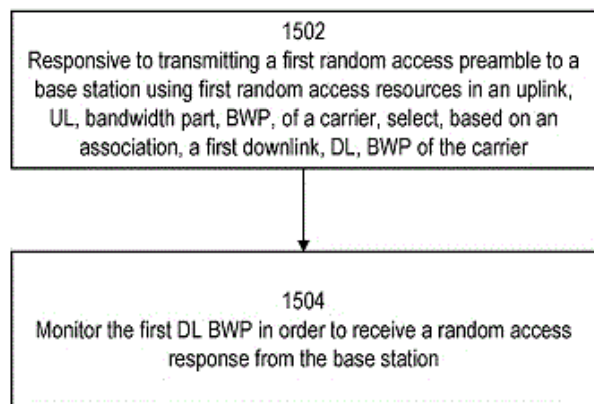 1502
Responsive to transmitting a first random access preamble to a
base station using first random access resources in an uplink,
UL, bandwidth part, BWP, of a carrier, select, based on an
association, a first downlink, DL, BWP of the carrier
1504
Monitor the first DL BWP in order to receive a random access
response from the base station